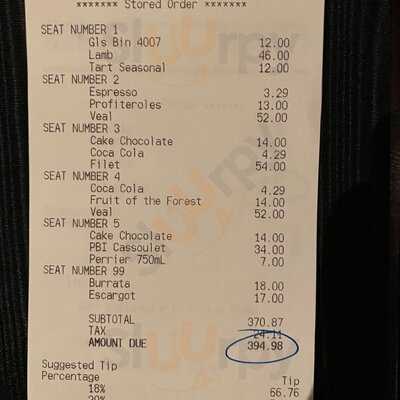 ******* Stored Order *******
SEAT NUMBER 1
Gls Bin 4007 12.00
Lamb 46.00
Tart Seasonal 12.00
SEAT NUMBER 2
Espresso 3.29
Profiteroles 13.00
Veal 52.00
SEAT NUMBER 3
Cake Chocolate 14.00
Coca Cola 4.29
Filet 54.00
SEAT NUMBER 4
Coca Cola 4.29
Fruit of the Forest 14.00
Veal 52.00
SEAT NUMBER 5
Cake Chocolate 14.00
PBI Cassoulet 34.00
Perrier 750mL 7.00
SEAT NUMBER 99
Burrata 18.00
Escargot 17.00
SUBTOTAL 370.87
TAX 24.11
AMOUNT DUE 394.98
Suggested Tip
Percentage Tip
18% 66.76
sluurpy
sluurpy
sluurpy